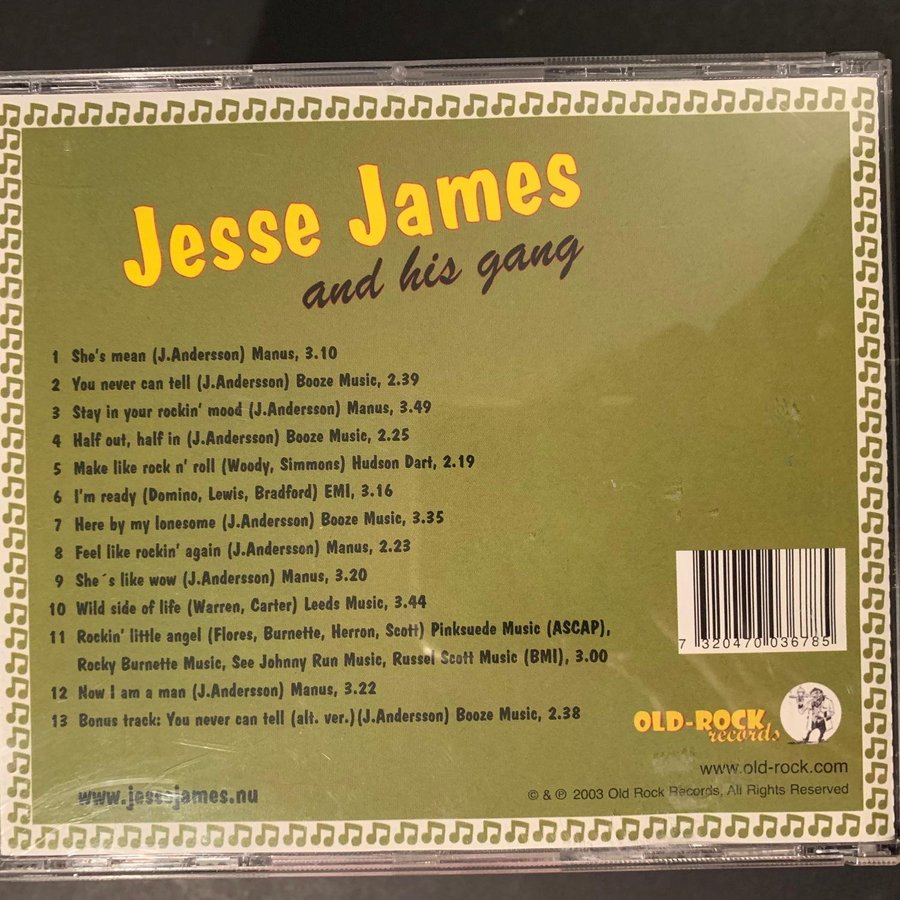 Jesse James
and his gang
1 She's mean (J.Andersson) Manus, 3.10
2 You never can tell (J.Andersson) Booze Music, 2.39
3 Stay in your rockin' mood (J.Andersson) Manus, 3.49
4 Half out, half in (J.Andersson) Booze Music, 2.25
5 Make like rock n' roll (Woody, Simmons) Hudson Dart, 2.19
6 I'm ready (Domino, Lewis, Bradford) EMI, 3.16
7 Here by my lonesome (J.Andersson) Booze Music, 3.35
8 Feel like rockin' again (J.Andersson) Manus, 2.23
9 She´s like wow (J.Andersson) Manus, 3.20
10 Wild side of life (Warren, Carter) Leeds Music, 3.44
11 Rockin' little angel (Flores, Burnette, Herron, Scott) Pinksuede Music (ASCAP),
Rocky Burnette Music, See Johnny Run Music, Russel Scott Music (BMI), 3.00
12 Now I am a man (J.Andersson) Manus, 3.22
13 Bonus track: You never can tell (alt. ver.)(J.Andersson) Booze Music, 2.38
7 320470 036785
OLD-ROCK
records
www.old-rock.com
www.jessejames.nu
© & ℗ 2003 Old Rock Records, All Rights Reserved